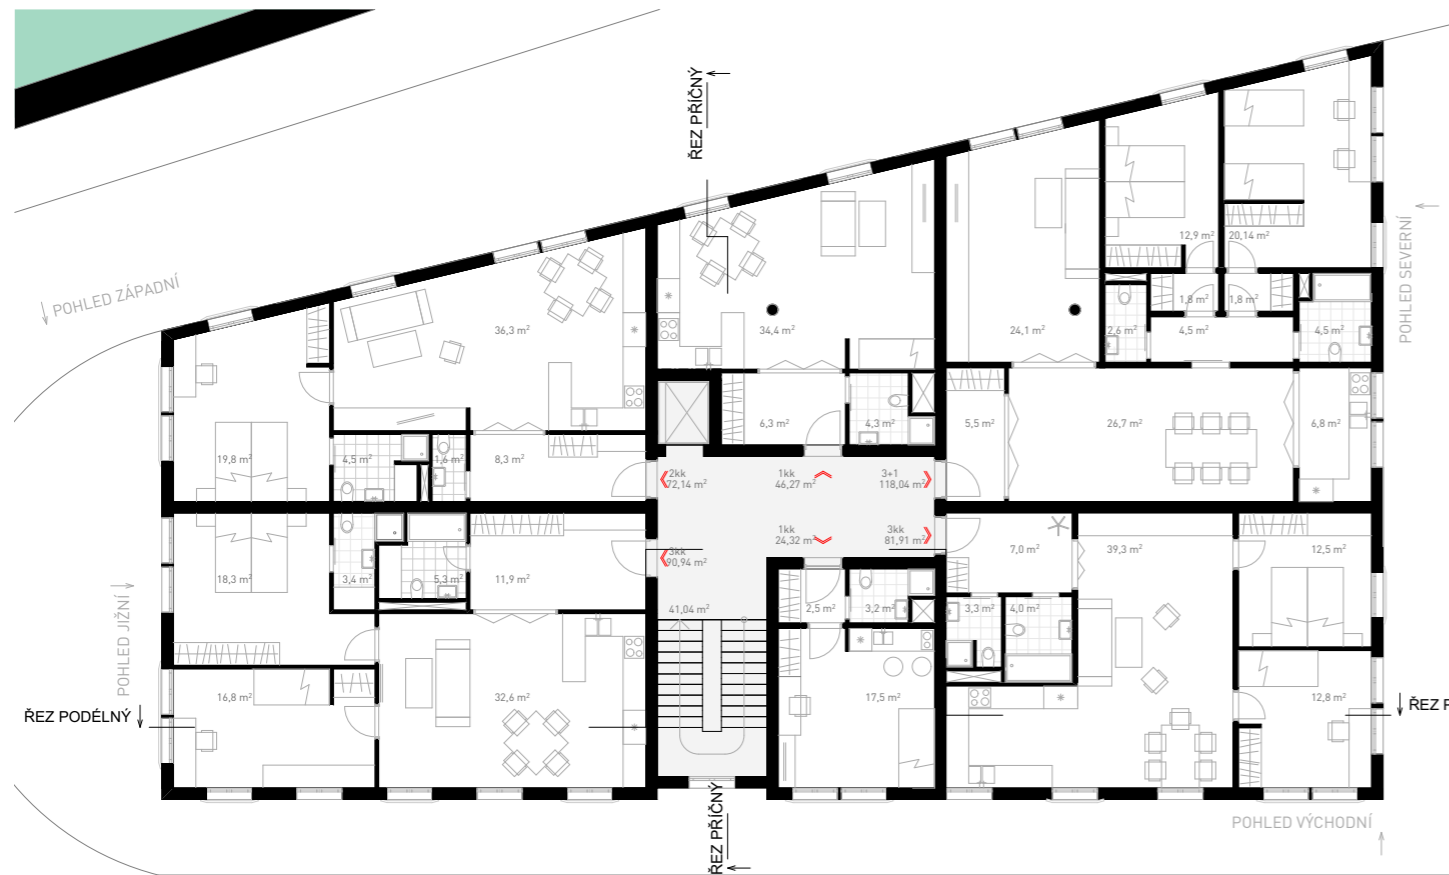 ŘEZ PŘÍČNÝ
POHLED ZÁPADNÍ
POHLED SEVERNÍ
12,9 m²
20,14 m²
1,8 m²
1,8 m²
36,3 m²
34,4 m²
24,1 m²
2,6 m²
4,5 m²
4,5 m²
19,8 m²
4,5 m²
1,6 m²
8,3 m²
6,3 m²
4,3 m²
5,5 m²
26,7 m²
6,8 m²
2kk
72,14 m²
1kk
46,27 m²
3+1
118,04 m²
1kk
24,32 m²
3kk
81,91 m²
3kk
90,94 m²
41,04 m²
18,3 m²
3,4 m²
5,3 m²
11,9 m²
2,5 m²
3,2 m²
7,0 m²
39,3 m²
12,5 m²
3,3 m²
4,0 m²
POHLED JIŽNÍ
16,8 m²
32,6 m²
17,5 m²
12,8 m²
ŘEZ PODÉLNÝ
ŘEZ P
ŘEZ PŘÍČNÝ
POHLED VÝCHODNÍ